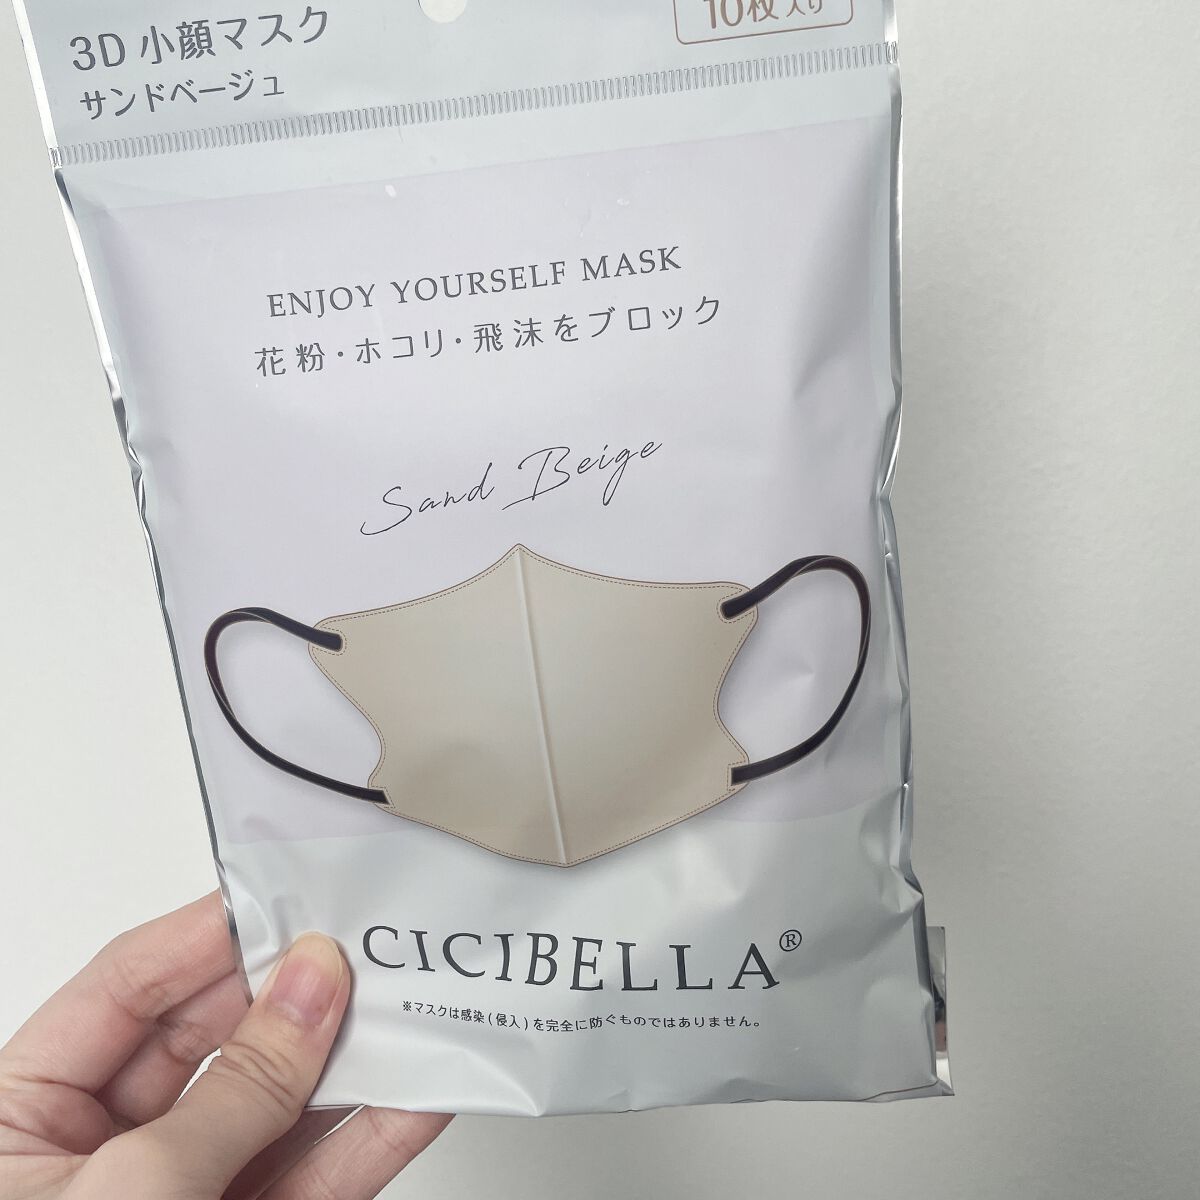 3D 小顔マスク
サンドベージュ
10枚入り
ENJOY YOURSELF MASK
花粉・ホコリ・飛沫をブロック
Sand Beige
CICIBELLA®
※マスクは感染(侵入)を完全に防ぐものではありません。